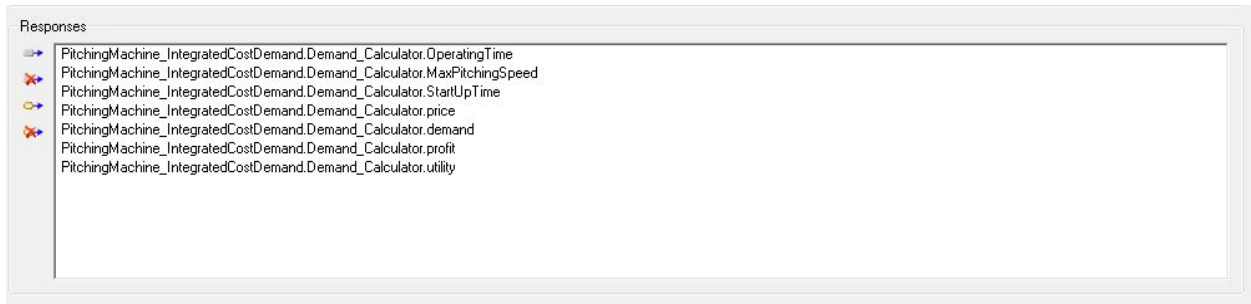 Responses
PitchingMachine_IntegratedCostDemand.Demand_Calculator.OperatingTime
PitchingMachine_IntegratedCostDemand.Demand_Calculator.MaxPitchingSpeed
PitchingMachine_IntegratedCostDemand.Demand_Calculator.StartUpTime
PitchingMachine_IntegratedCostDemand.Demand_Calculator.price
PitchingMachine_IntegratedCostDemand.Demand_Calculator.demand
PitchingMachine_IntegratedCostDemand.Demand_Calculator.profit
PitchingMachine_IntegratedCostDemand.Demand_Calculator.utility